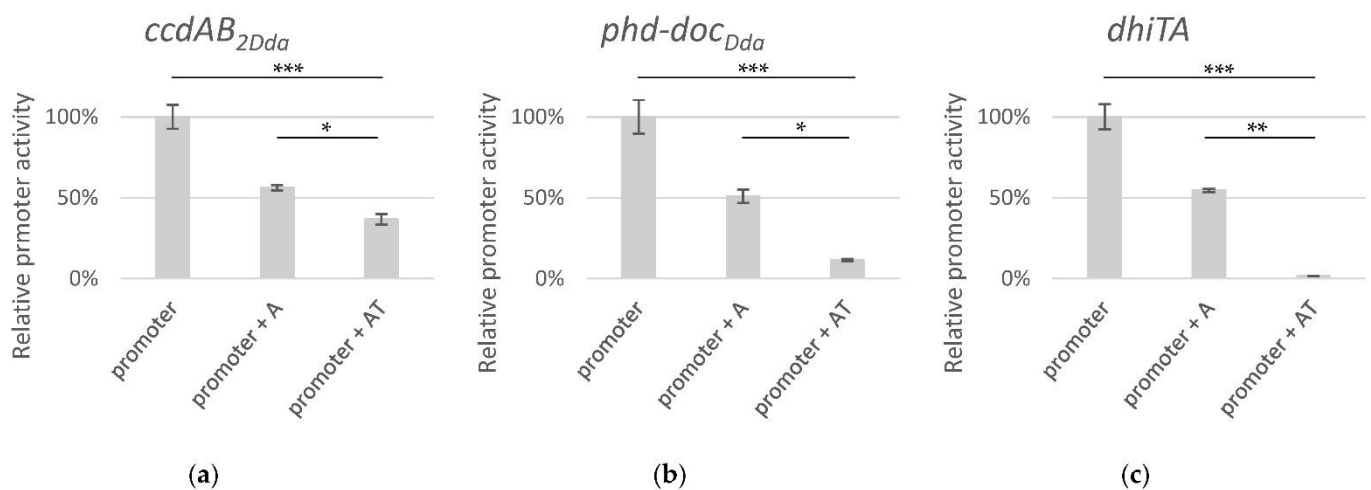 ccdAB2Dda
***
*
Relative prmoter activity
100%
50%
0%
promoter
promoter + A
promoter + AT
(a)
phd-docDda
***
*
Relative promoter activity
100%
50%
0%
promoter
promoter + A
promoter + AT
(b)
dhiTA
***
**
Relative promoter activity
100%
50%
0%
promoter
promoter + A
promoter + AT
(c)